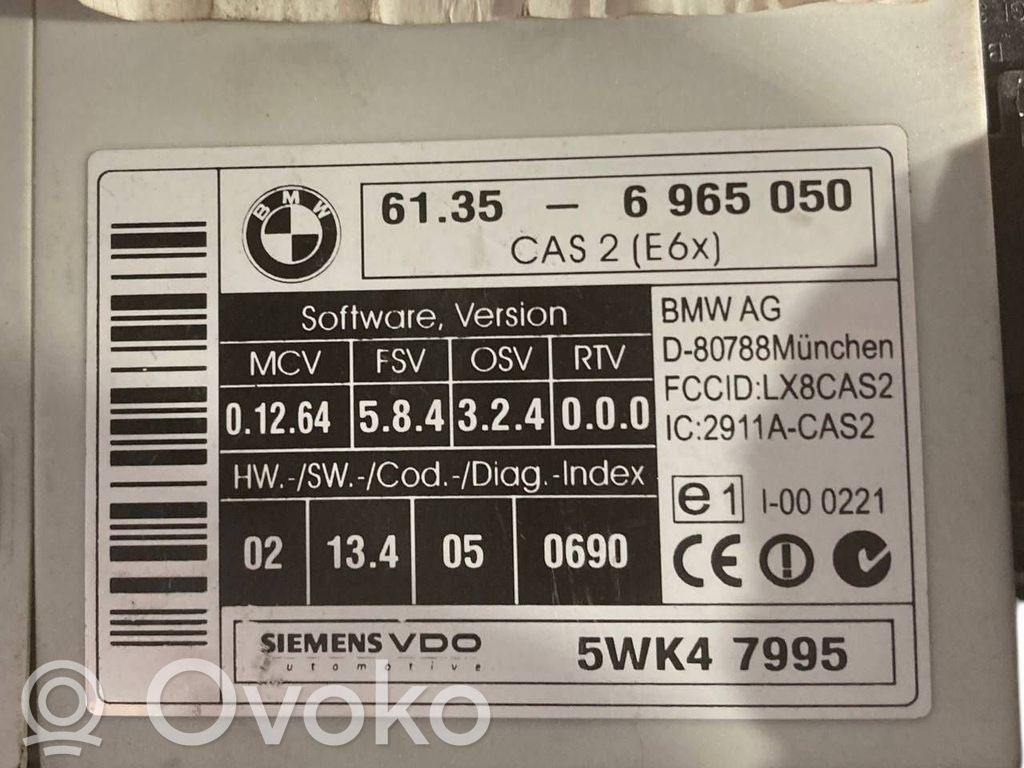 BMW
61.35 – 6 965 050
CAS 2 (E6x)
Software, Version
MCV FSV OSV RTV
0.12.64 5.8.4 3.2.4 0.0.0
HW.-/SW.-/Cod.-/Diag.-Index
02 13.4 05 0690
BMW AG
D-80788München
FCCID:LX8CAS2
IC:2911A-CAS2
e1 I-00 0221
CE
SIEMENS VDO
automotive
5WK4 7995
Ovoko